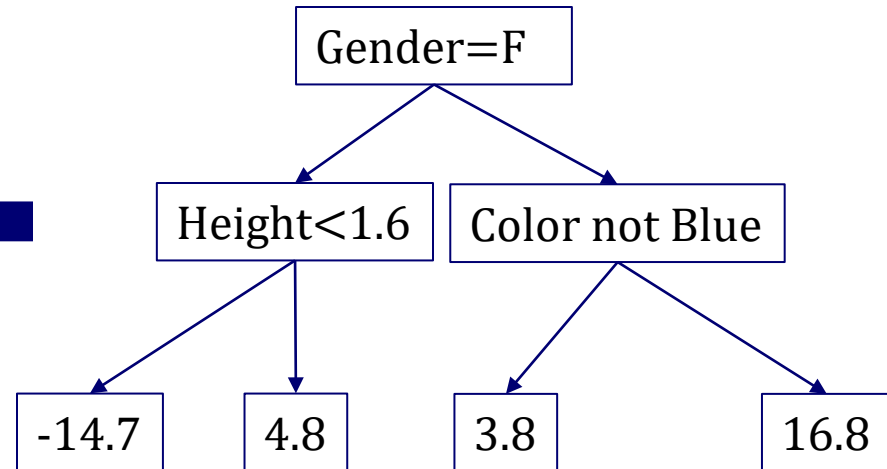 Gender=F
Height<1.6
Color not Blue
-14.7
4.8
3.8
16.8